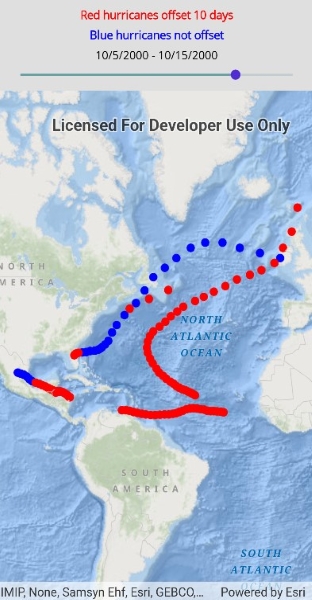 Red hurricanes offset 10 days
Blue hurricanes not offset
10/5/2000 - 10/15/2000
Licensed For Developer Use Only
NORTH
AMERICA
NORTH
ATLANTIC
OCEAN
SOUTH
AMERICA
SOUTH
ATLANTIC
IMIP, None, Samsyn Ehf, Esri, GEBCO,... Powered by Esri